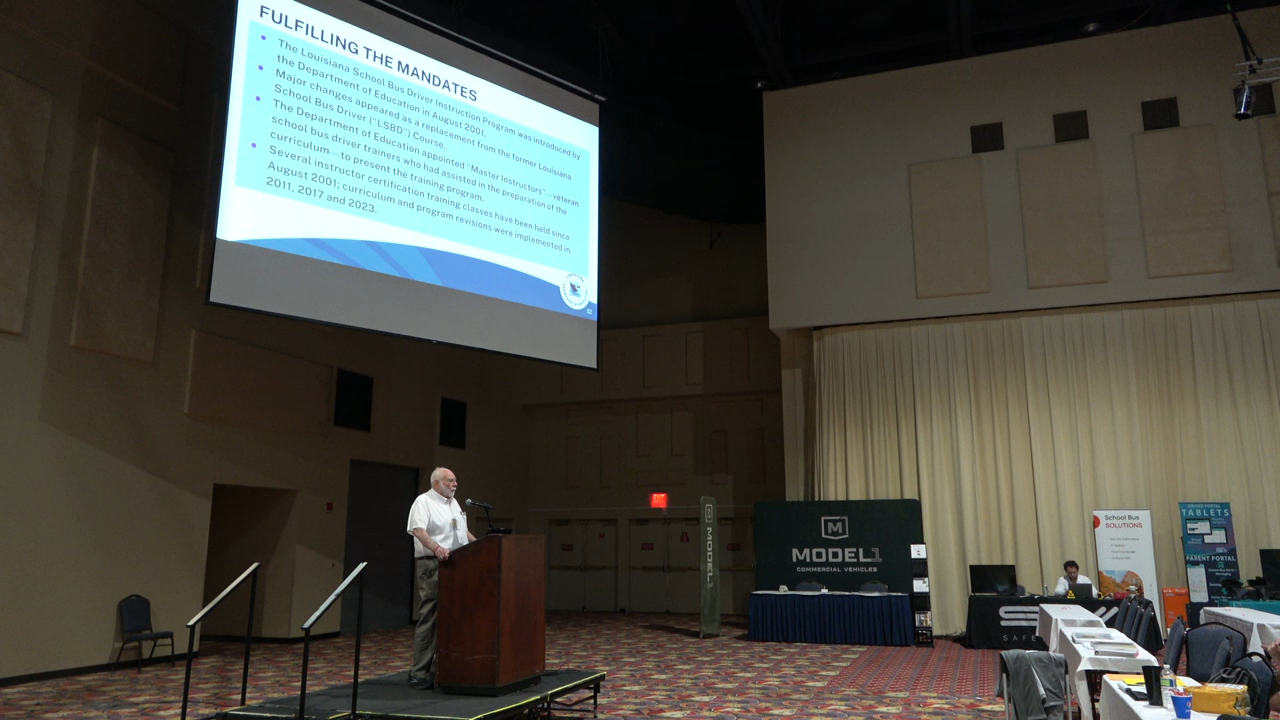 FULFILLING THE MANDATES
• The Louisiana School Bus Driver Instruction Program was introduced by
the Department of Education in August 2001.
• Major changes appeared as a replacement from the former Louisiana
School Bus Driver ("LSBD") Course.
• The Department of Education appointed "Master Instructors"—veteran
school bus driver trainers who had assisted in the preparation of the
curriculum—to present the training program.
• Several instructor certification training classes have been held since
August 2001; curriculum and program revisions were implemented in
2011, 2017 and 2023.
22
EXIT
MODEL
M
MODEL1
COMMERCIAL VEHICLES
School Bus
SOLUTIONS
TABLETS
PARENT PORTAL
SAFE